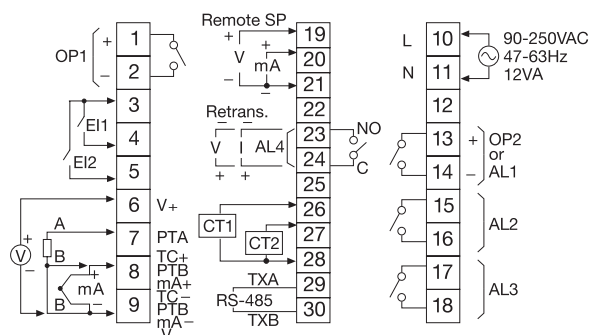 OP1
+
−
1
2
3
4
5
6
7
8
9
EI1
EI2
V+
PTA
TC+
PTB
mA+
TC−
PTB
mA−
V−
A
B
B
+
V
−
+
mA
−
Remote SP
+
V
−
+
mA
−
Retrans.
−
V
+
−
I
+
AL4
NO
C
CT1
CT2
TXA
RS-485
TXB
19
20
21
22
23
24
25
26
27
28
29
30
L
N
10
11
12
13
14
15
16
17
18
90-250VAC
47-63Hz
12VA
+
−
OP2
or
AL1
AL2
AL3